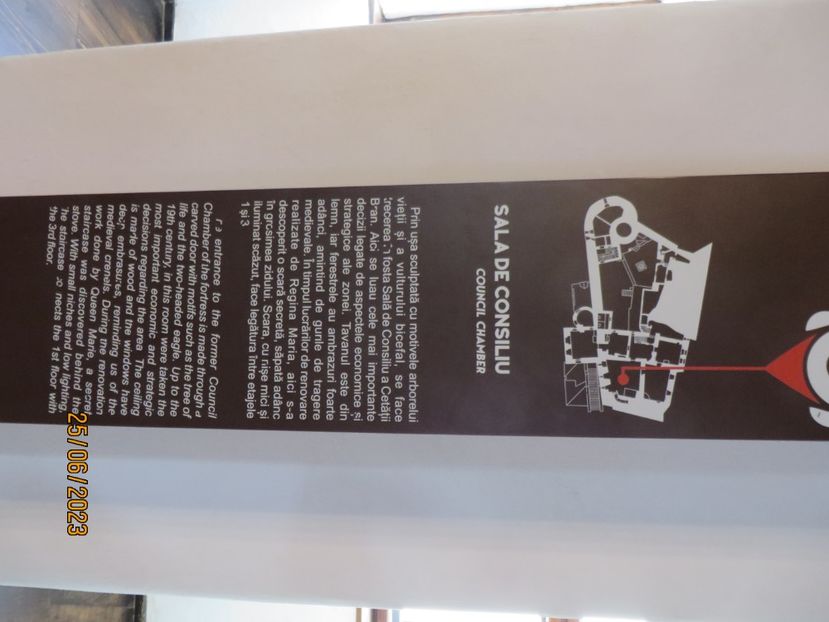 SALA DE CONSILIU
COUNCIL CHAMBER
Prin ușa sculptată cu motivele arborelui
vieții și a vulturului bicefal, se face
trecerea în fosta Sală de Consiliu a Cetății
Bran. Aici se luau cele mai importante
decizii legate de aspectele economice și
strategice ale zonei. Tavanul este din
lemn, iar ferestrele au ambrazuri foarte
adânci, amintind de gurile de tragere
medievale. În timpul lucrărilor de renovare
realizate de Regina Maria, aici s-a
descoperit o scară secretă, săpată adânc
în grosimea zidului. Scara, cu nișe mici și
iluminat scăzut, face legătura între etajele
1 și 3
entrance to the former Council
Chamber of the fortress is made through a
carved door with motifs such as the tree of
life and the two-headed eagle. Up to the
19th century, in this room were taken the
most important economic and strategic
decisions regarding the area. The ceiling
is made of wood and the windows have
deep embrasures, reminding us of the
medieval crenels. During the renovation
work done by Queen Marie, a secret
staircase was discovered behind the
stove. With small niches and low lighting,
the staircase connects the 1st floor with
the 3rd floor.
25/06/2023